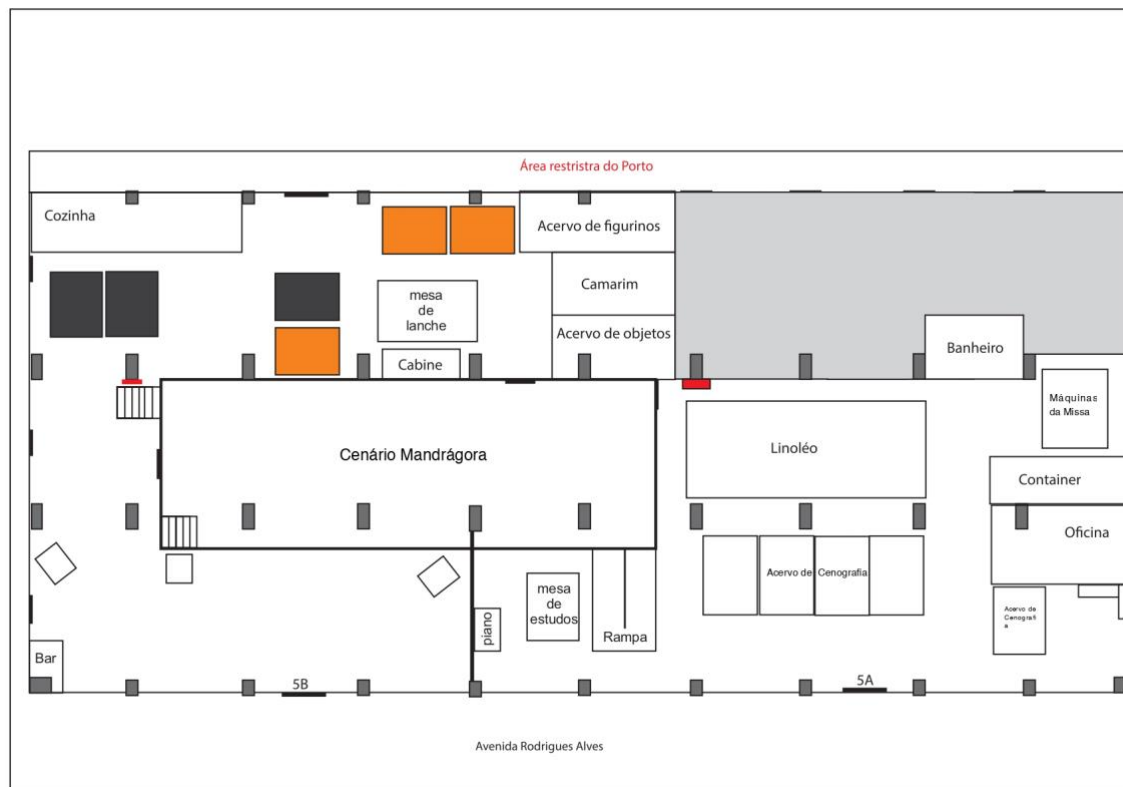 Área restristra do Porto
Cozinha
Acervo de figurinos
Camarim
mesa
de
lanche
Acervo de objetos
Banheiro
Cabine
Máquinas
da Missa
Cenário Mandrágora
Linoléo
Container
Oficina
Acervo de
Cenografia
mesa
de
estudos
Acervo de
Cenografi
a
piano
Rampa
Bar
5B
5A
Avenida Rodrigues Alves